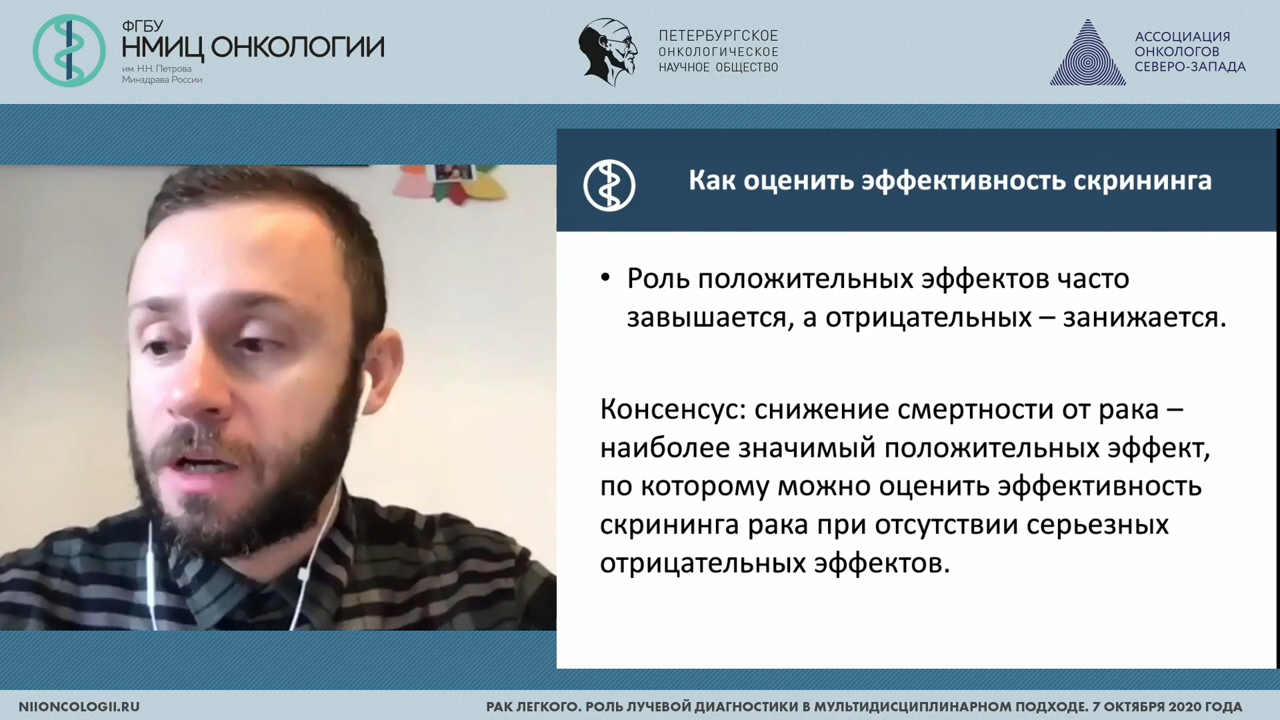 ФГБУ
НМИЦ ОНКОЛОГИИ
им. Н.Н. Петрова
Минздрава России
ПЕТЕРБУРГСКОЕ
ОНКОЛОГИЧЕСКОЕ
НАУЧНОЕ ОБЩЕСТВО
АССОЦИАЦИЯ
ОНКОЛОГОВ
СЕВЕРО-ЗАПАДА
Как оценить эффективность скрининга
• Роль положительных эффектов часто
завышается, а отрицательных – занижается.
Консенсус: снижение смертности от рака –
наиболее значимый положительных эффект,
по которому можно оценить эффективность
скрининга рака при отсутствии серьезных
отрицательных эффектов.
NIIONCOLOGII.RU
РАК ЛЕГКОГО. РОЛЬ ЛУЧЕВОЙ ДИАГНОСТИКИ В МУЛЬТИДИСЦИПЛИНАРНОМ ПОДХОДЕ. 7 ОКТЯБРЯ 2020 ГОДА